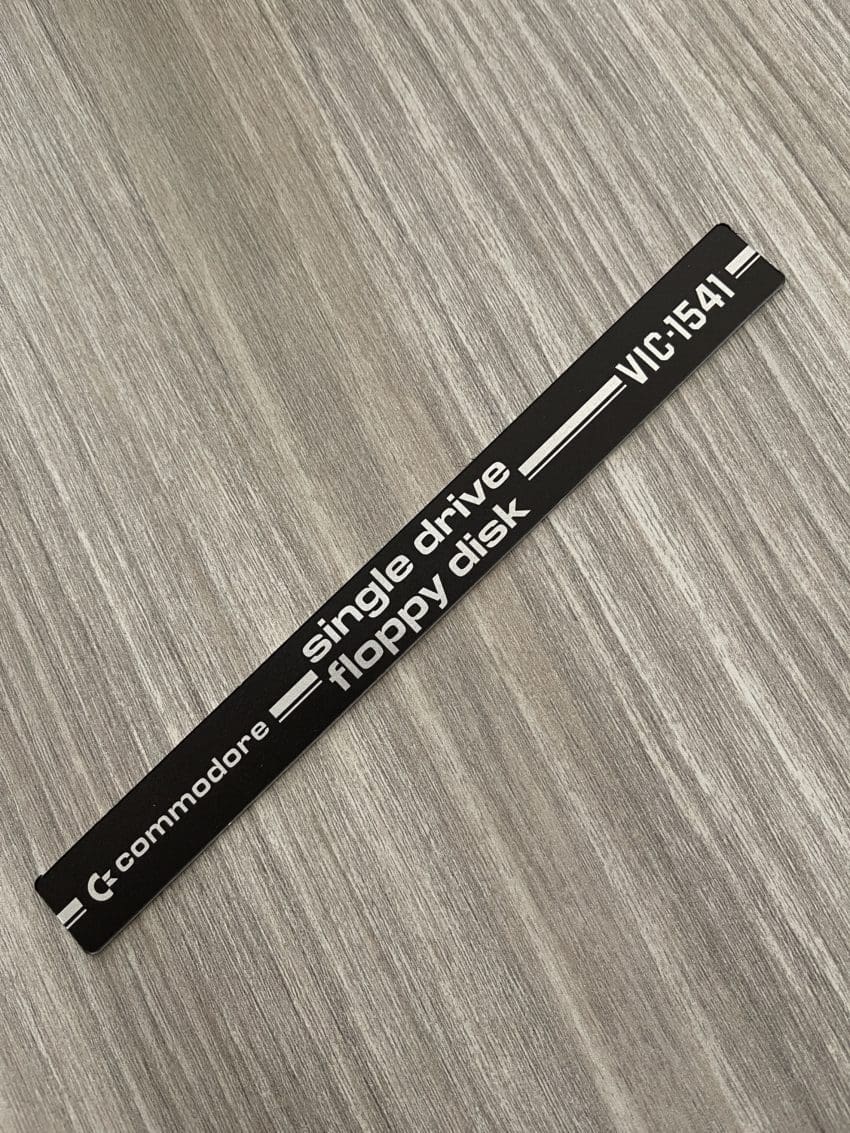 commodore
single drive
floppy disk
VIC-1541